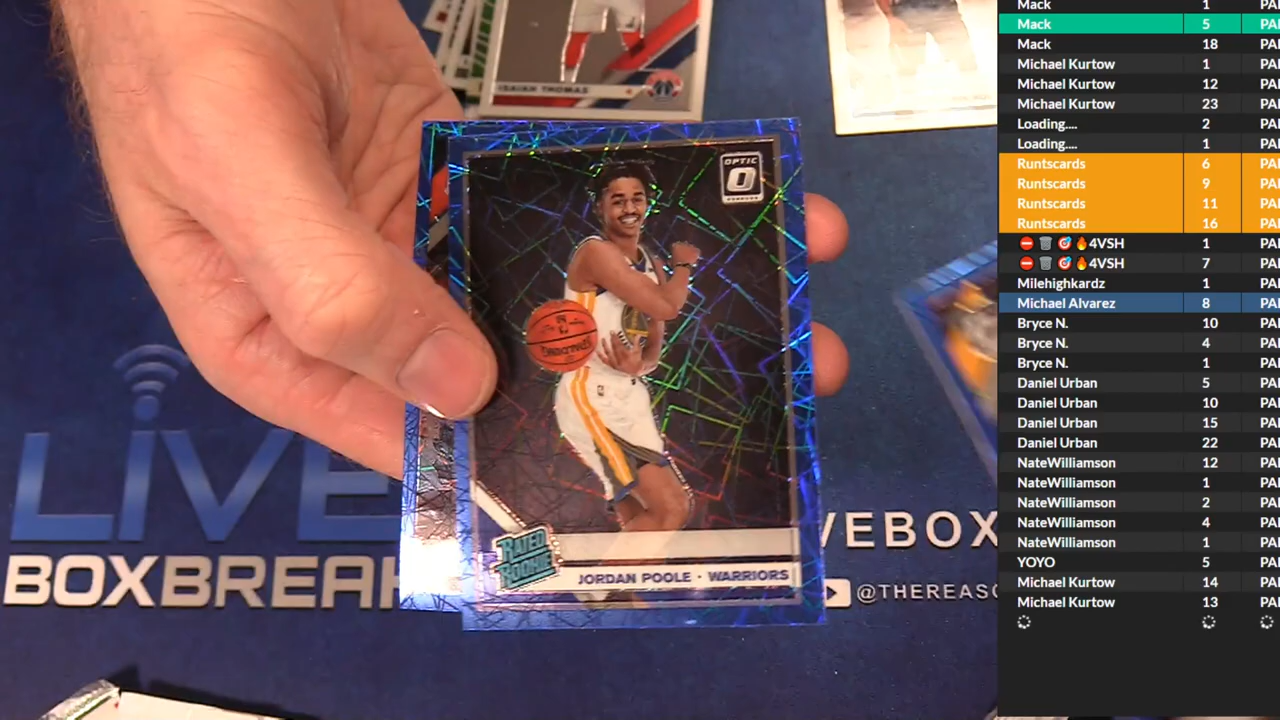 ISAIAH THOMAS
OPTIC
RATED
ROOKIE
JORDAN POOLE · WARRIORS
LIVE
BOXBREA
VEBOX
@THEREASO
Mack 1 PA
Mack 5 PA
Mack 18 PA
Michael Kurtow 1 PA
Michael Kurtow 12 PA
Michael Kurtow 23 PA
Loading.... 2 PA
Loading.... 1 PA
Runtscards 6 PA
Runtscards 9 PA
Runtscards 11 PA
Runtscards 16 PA
⛔ 🗑️ 🎯 🔥4VSH 1 PA
⛔ 🗑️ 🎯 🔥4VSH 7 PA
Milehighkardz 1 PA
Michael Alvarez 8 PA
Bryce N. 10 PA
Bryce N. 4 PA
Bryce N. 1 PA
Daniel Urban 5 PA
Daniel Urban 10 PA
Daniel Urban 15 PA
Daniel Urban 22 PA
NateWilliamson 12 PA
NateWilliamson 1 PA
NateWilliamson 2 PA
NateWilliamson 4 PA
NateWilliamson 1 PA
YOYO 5 PA
Michael Kurtow 14 PA
Michael Kurtow 13 PA